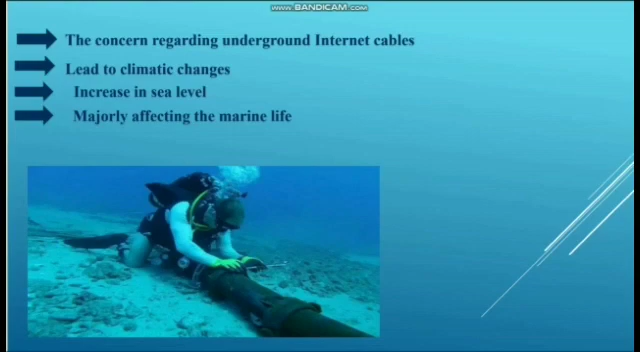 www.BANDICAM.com
The concern regarding underground Internet cables
Lead to climatic changes
Increase in sea level
Majorly affecting the marine life